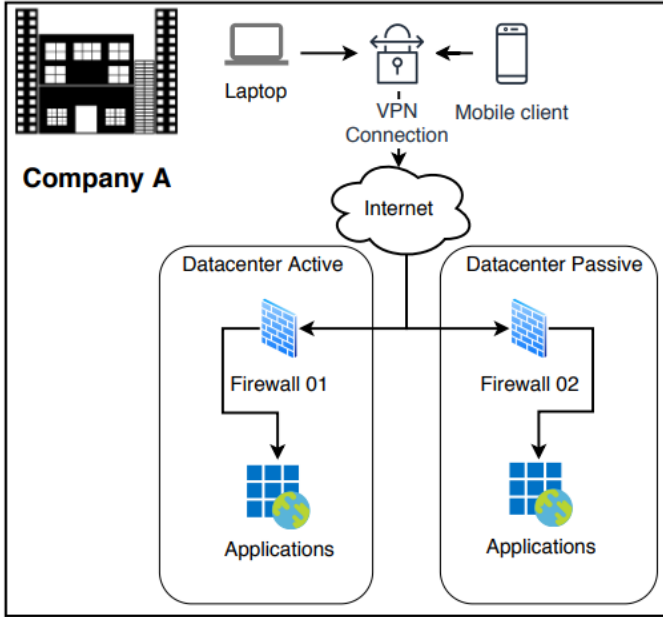 Laptop
VPN
Connection
Mobile client
Company A
Internet
Datacenter Active
Datacenter Passive
Firewall 01
Firewall 02
Applications
Applications